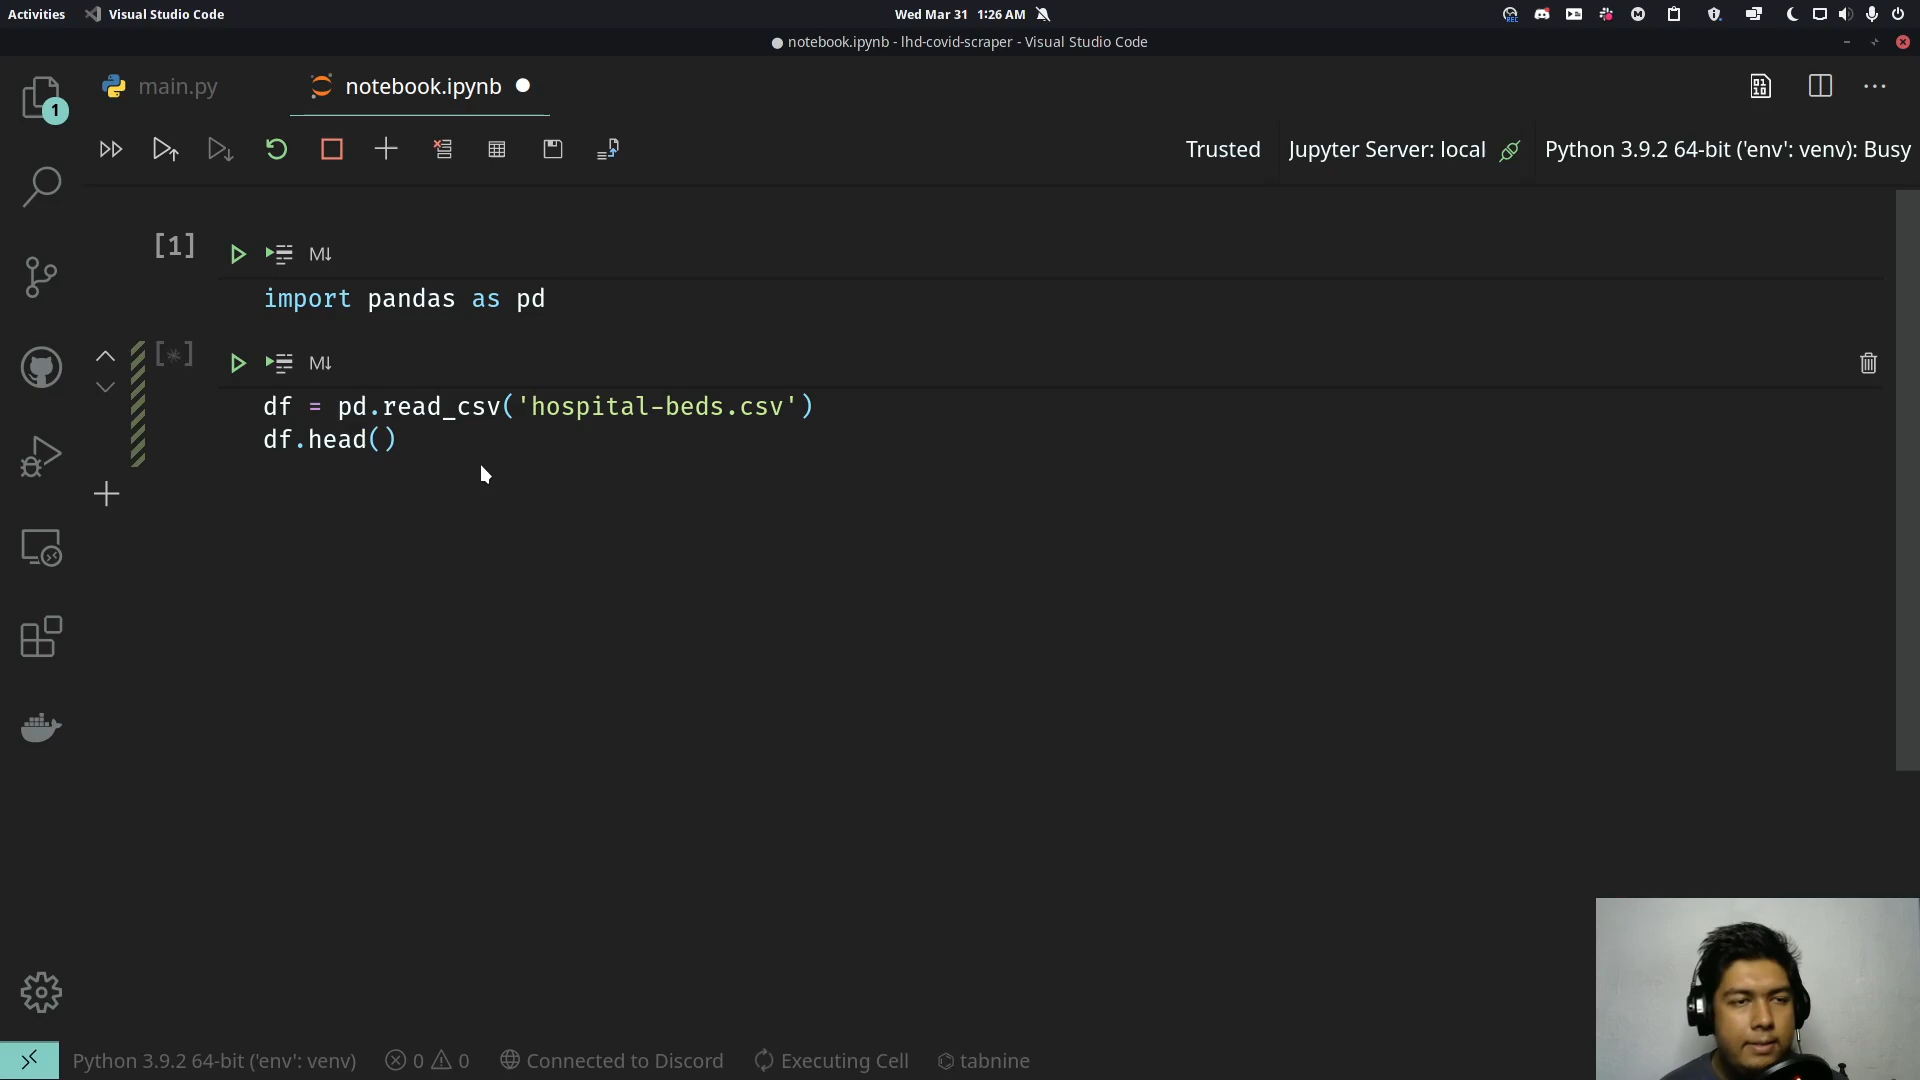 Activities Visual Studio Code Wed Mar 31 1:26 AM
notebook.ipynb - lhd-covid-scraper - Visual Studio Code
1 main.py notebook.ipynb
Trusted Jupyter Server: local Python 3.9.2 64-bit ('env': venv): Busy
[1] M↓
import pandas as pd
[*] M↓
df = pd.read_csv('hospital-beds.csv')
df.head()
Python 3.9.2 64-bit ('env': venv) 0 0 Connected to Discord Executing Cell tabnine